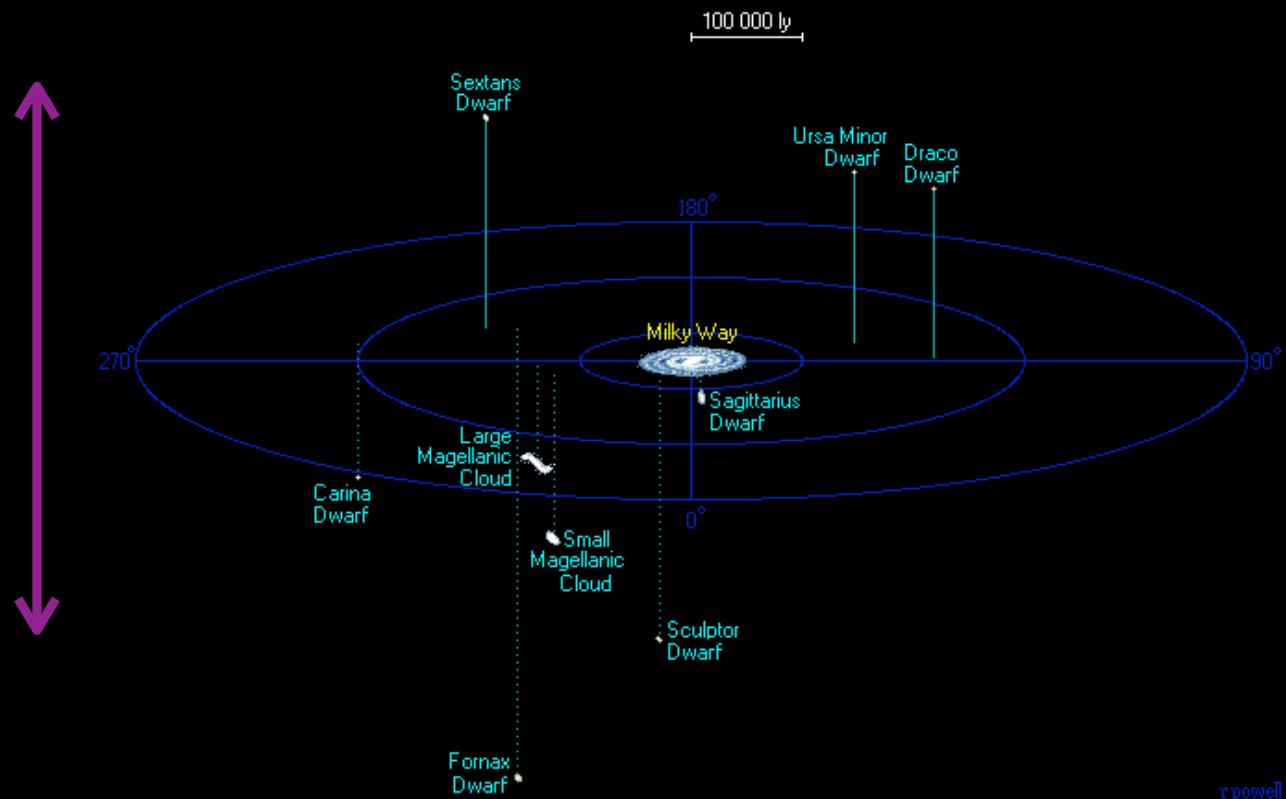 100 000 ly
Sextans
Dwarf
Ursa Minor
Dwarf
Draco
Dwarf
180°
Milky Way
270°
90°
Sagittarius
Dwarf
Large
Magellanic
Cloud
Carina
Dwarf
0°
Small
Magellanic
Cloud
Sculptor
Dwarf
Fornax
Dwarf
r powell